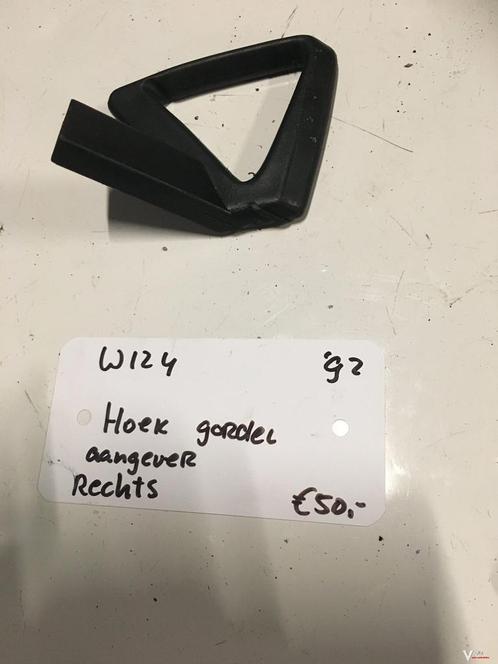 W124 '92
Hoek gordel
aangever
Rechts
€50,-